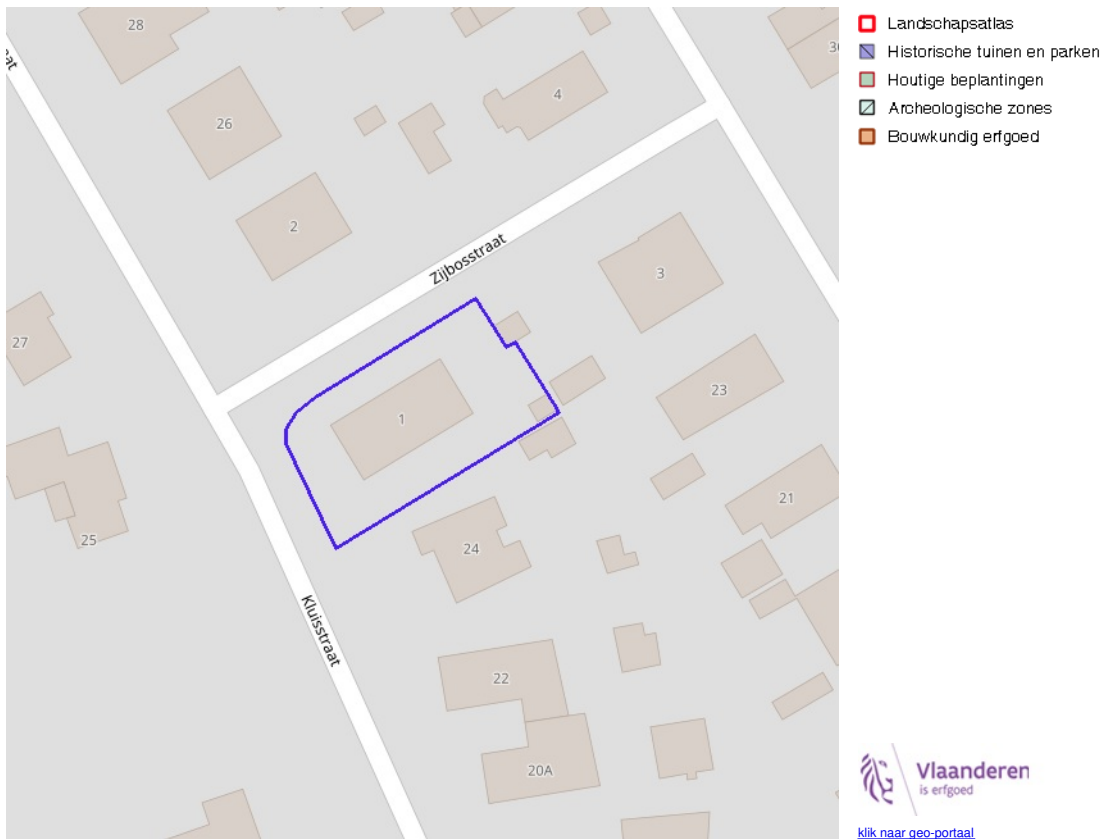 28
26
4
2
Zijbosstraat
3
27
1
23
21
25
24
Kluisstraat
22
20A
Landschapsatlas
Historische tuinen en parken
Houtige beplantingen
Archeologische zones
Bouwkundig erfgoed
Vlaanderen
is erfgoed
klik naar geo-portaal